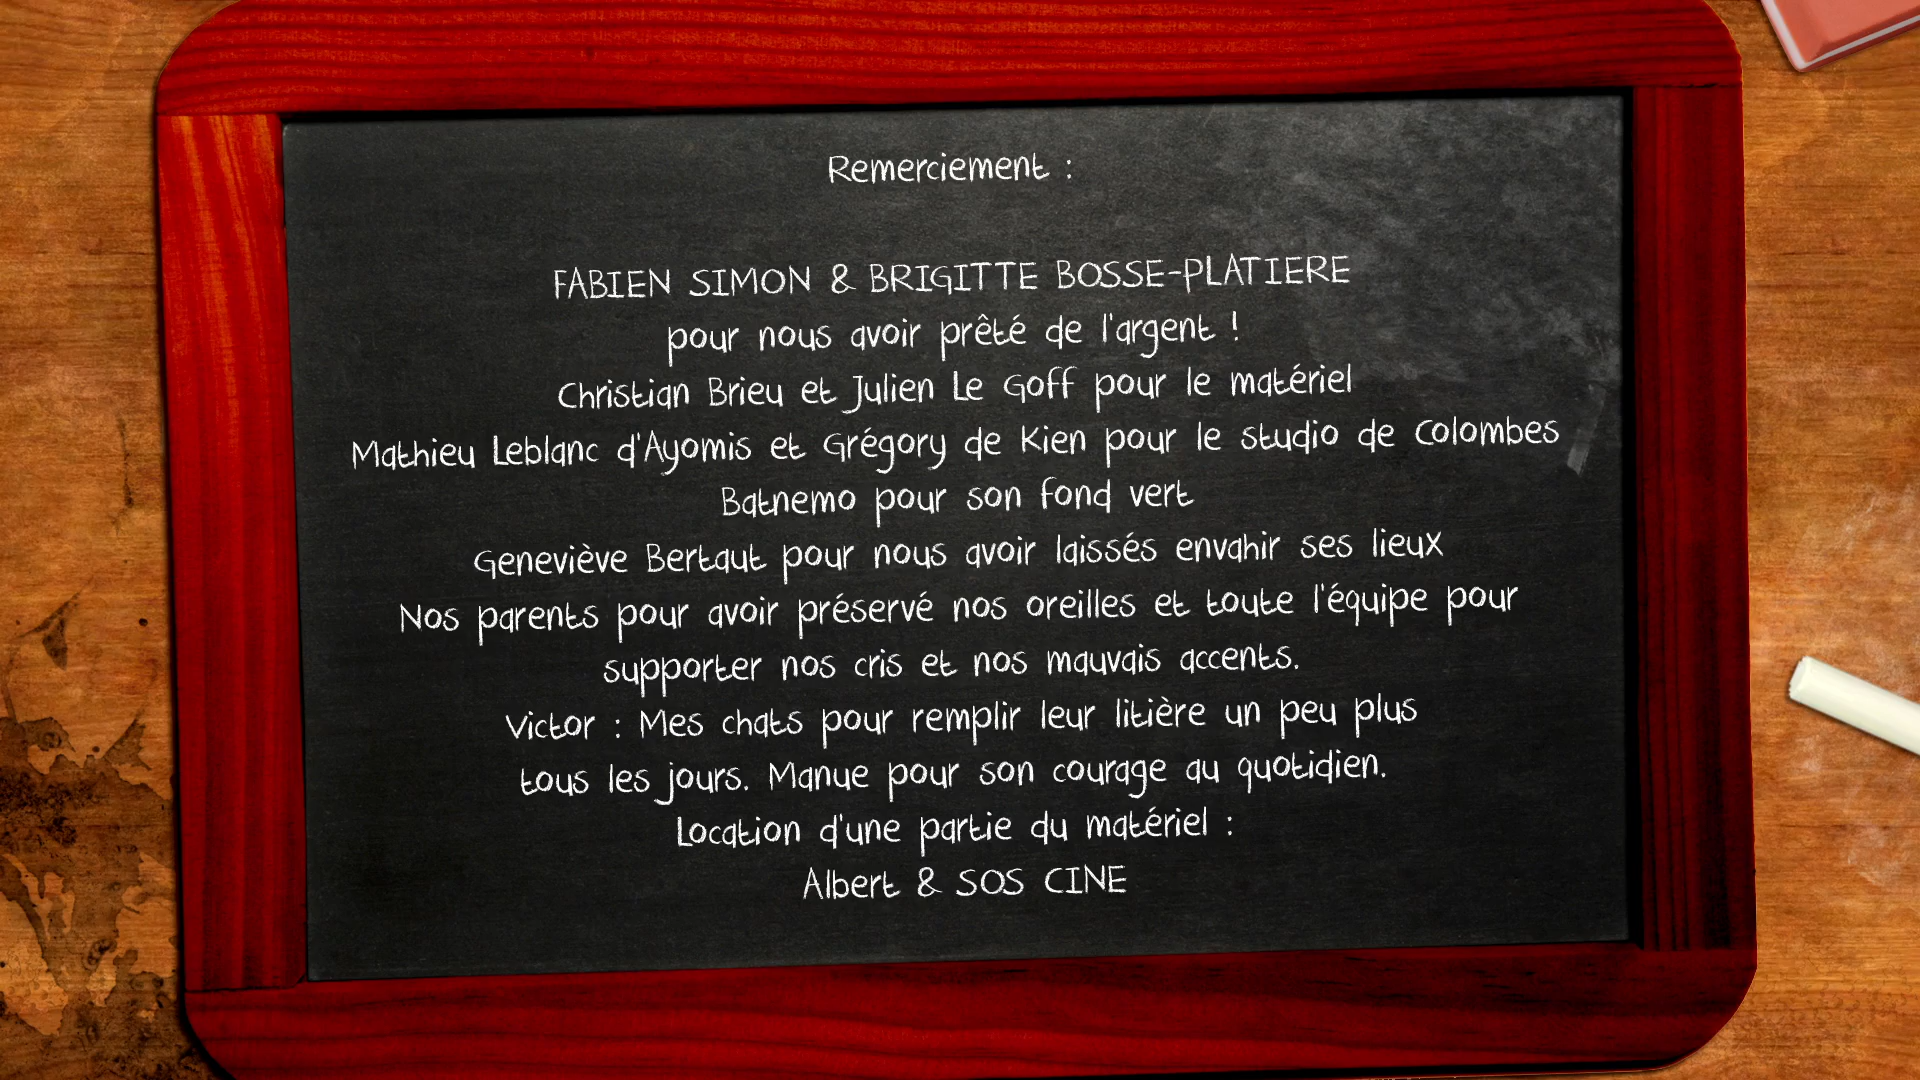 Remerciement :
FABIEN SIMON & BRIGITTE BOSSE-PLATIERE
pour nous avoir prêté de l'argent !
Christian Brieu et Julien Le Goff pour le matériel
Mathieu Leblanc d'Ayomis et Grégory de Kien pour le studio de Colombes
Batnemo pour son fond vert
Geneviève Bertaut pour nous avoir laissés envahir ses lieux
Nos parents pour avoir préservé nos oreilles et toute l'équipe pour
supporter nos cris et nos mauvais accents.
Victor : Mes chats pour remplir leur litière un peu plus
tous les jours. Manue pour son courage au quotidien.
Location d'une partie du matériel :
Albert & SOS CINE